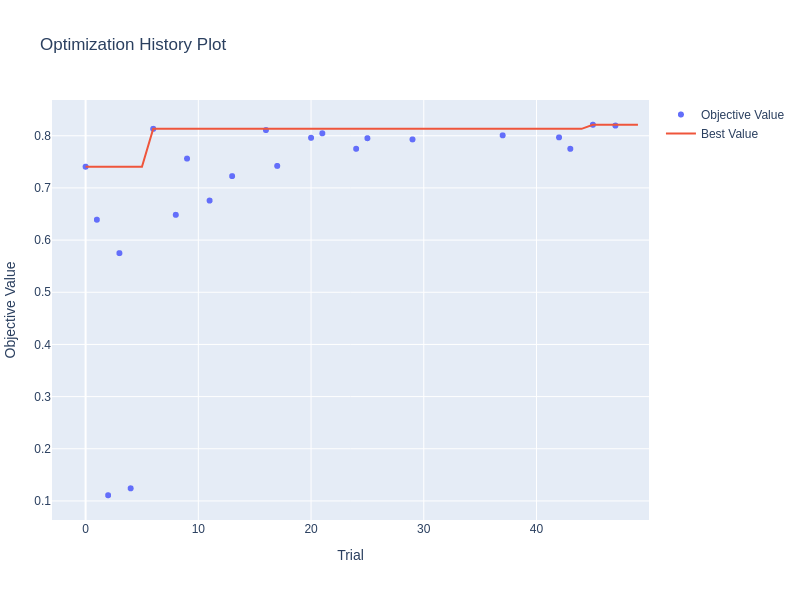 Optimization History Plot
Objective Value
Best Value
0.8
0.7
0.6
0.5
0.4
0.3
0.2
0.1
Objective Value
0
10
20
30
40
Trial